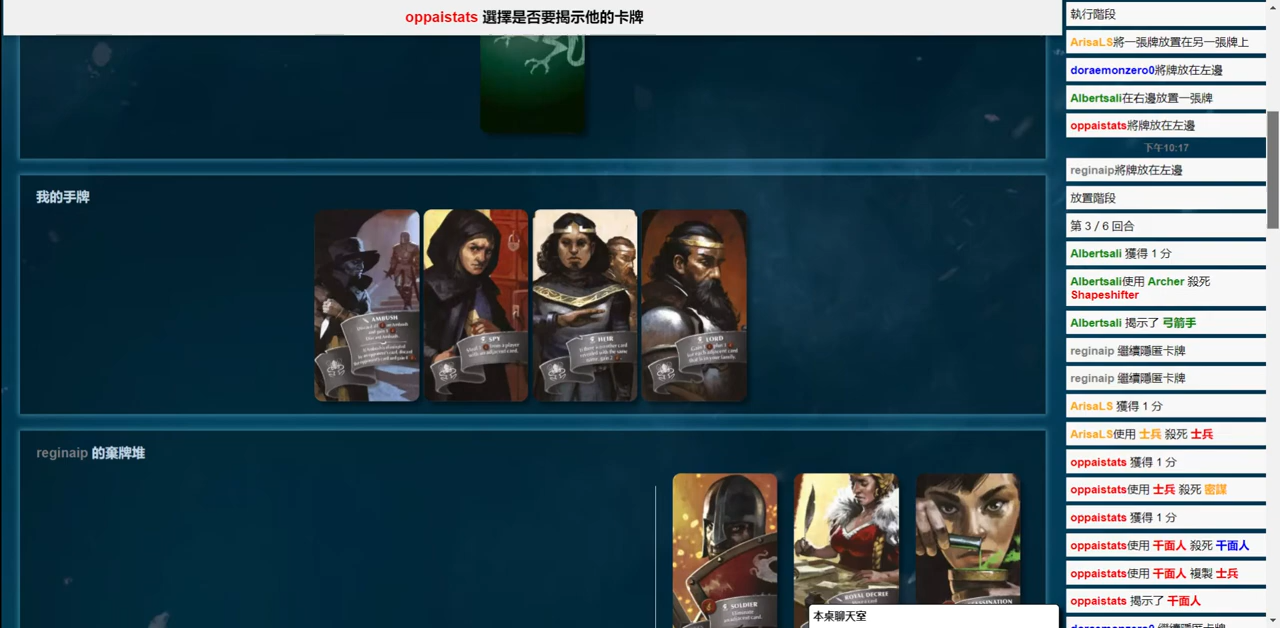 oppaistats 選擇是否要揭示他的卡牌
我的手牌
AMBUSH
SPY
HEIR
LORD
reginaip 的棄牌堆
SOLDIER
ROYAL DECREE
本桌聊天室
執行階段
ArisaLS將一張牌放置在另一張牌上
doraemonzero0將牌放在左邊
Albertsali在右邊放置一張牌
oppaistats將牌放在左邊
下午10:17
reginaip將牌放在左邊
放置階段
第 3 / 6 回合
Albertsali 獲得 1 分
Albertsali使用 Archer 殺死
Shapeshifter
Albertsali 揭示了 弓箭手
reginaip 繼續隱匿卡牌
reginaip 繼續隱匿卡牌
ArisaLS 獲得 1 分
ArisaLS使用 士兵 殺死 士兵
oppaistats 獲得 1 分
oppaistats使用 士兵 殺死 密謀
oppaistats 獲得 1 分
oppaistats使用 千面人 殺死 千面人
oppaistats使用 千面人 複製 士兵
oppaistats 揭示了 千面人